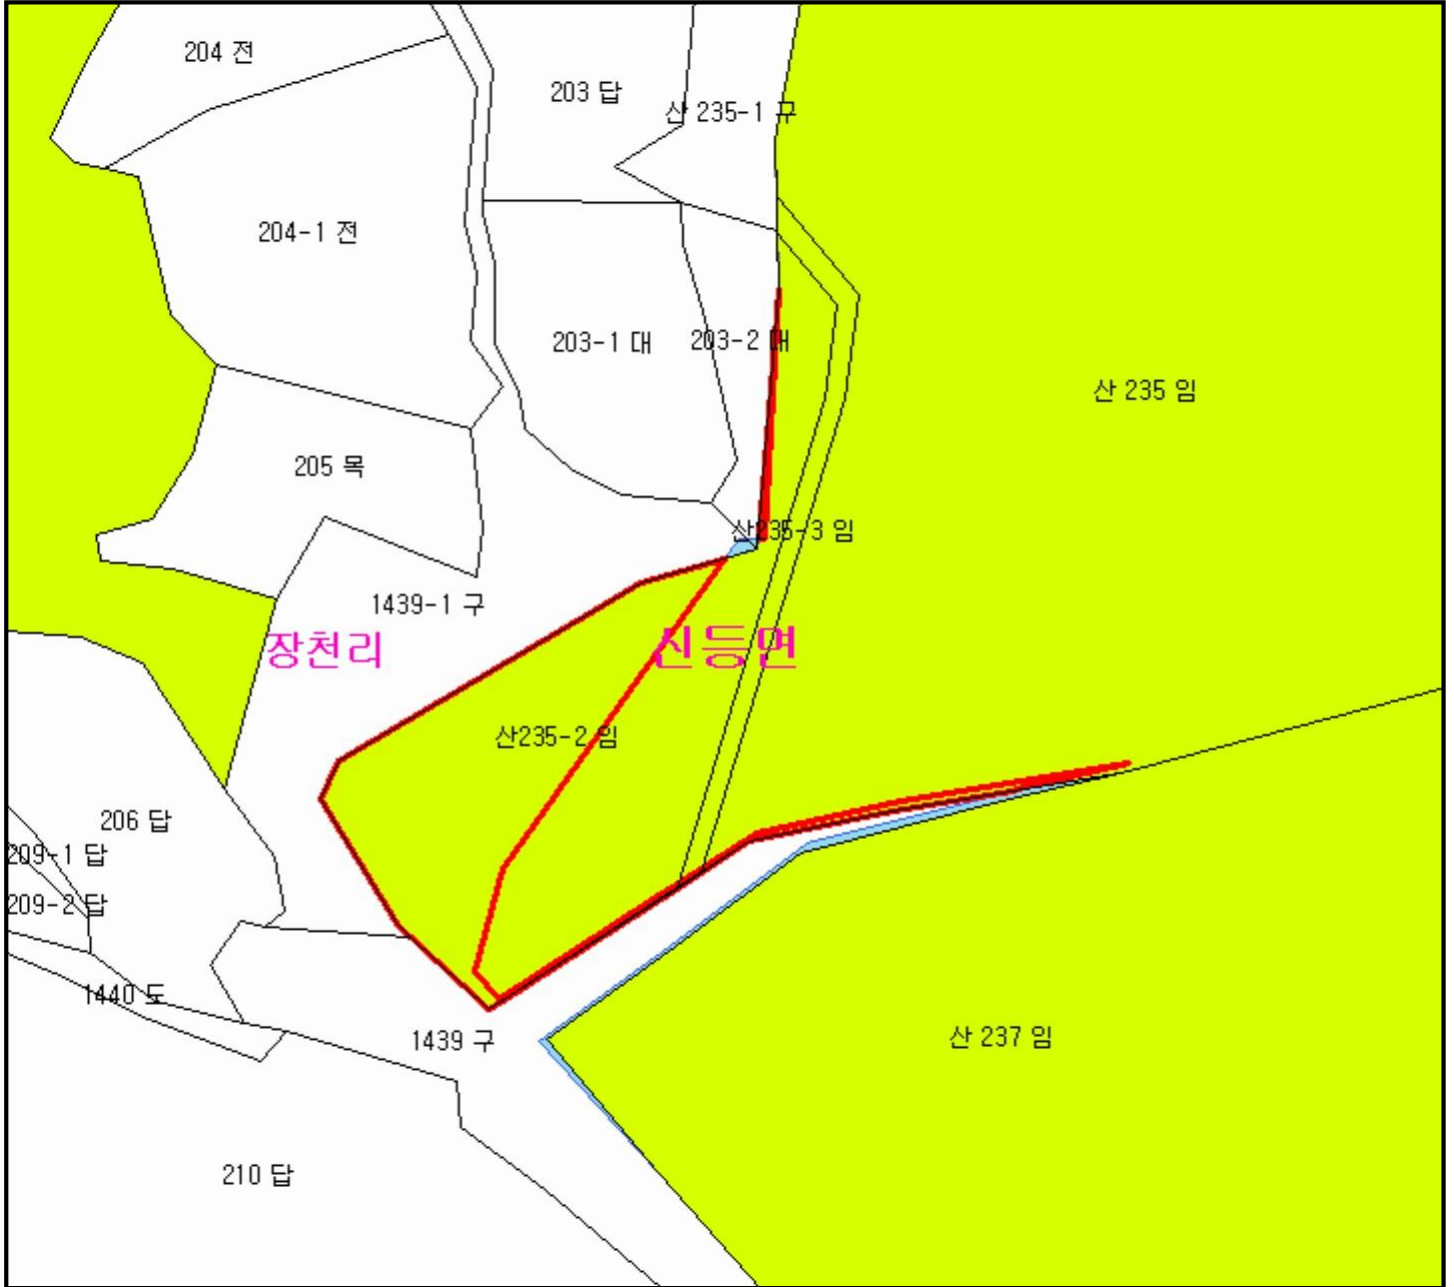 204 전
203 답
산 235-1 구
204-1 전
203-1 대
203-2 대
산 235 임
205 목
산235-3 임
1439-1 구
장천리
신등면
산235-2 임
206 답
209-1 답
209-2 답
1440 도
1439 구
산 237 임
210 답